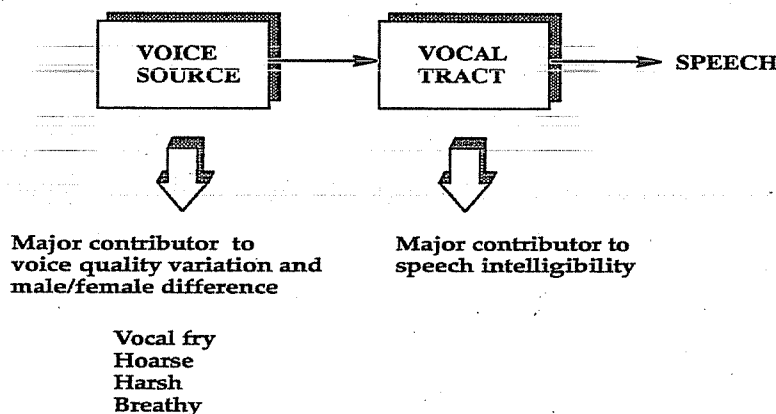 VOICE
SOURCE
VOCAL
TRACT
SPEECH
Major contributor to
voice quality variation and
male/female difference
Major contributor to
speech intelligibility
Vocal fry
Hoarse
Harsh
Breathy